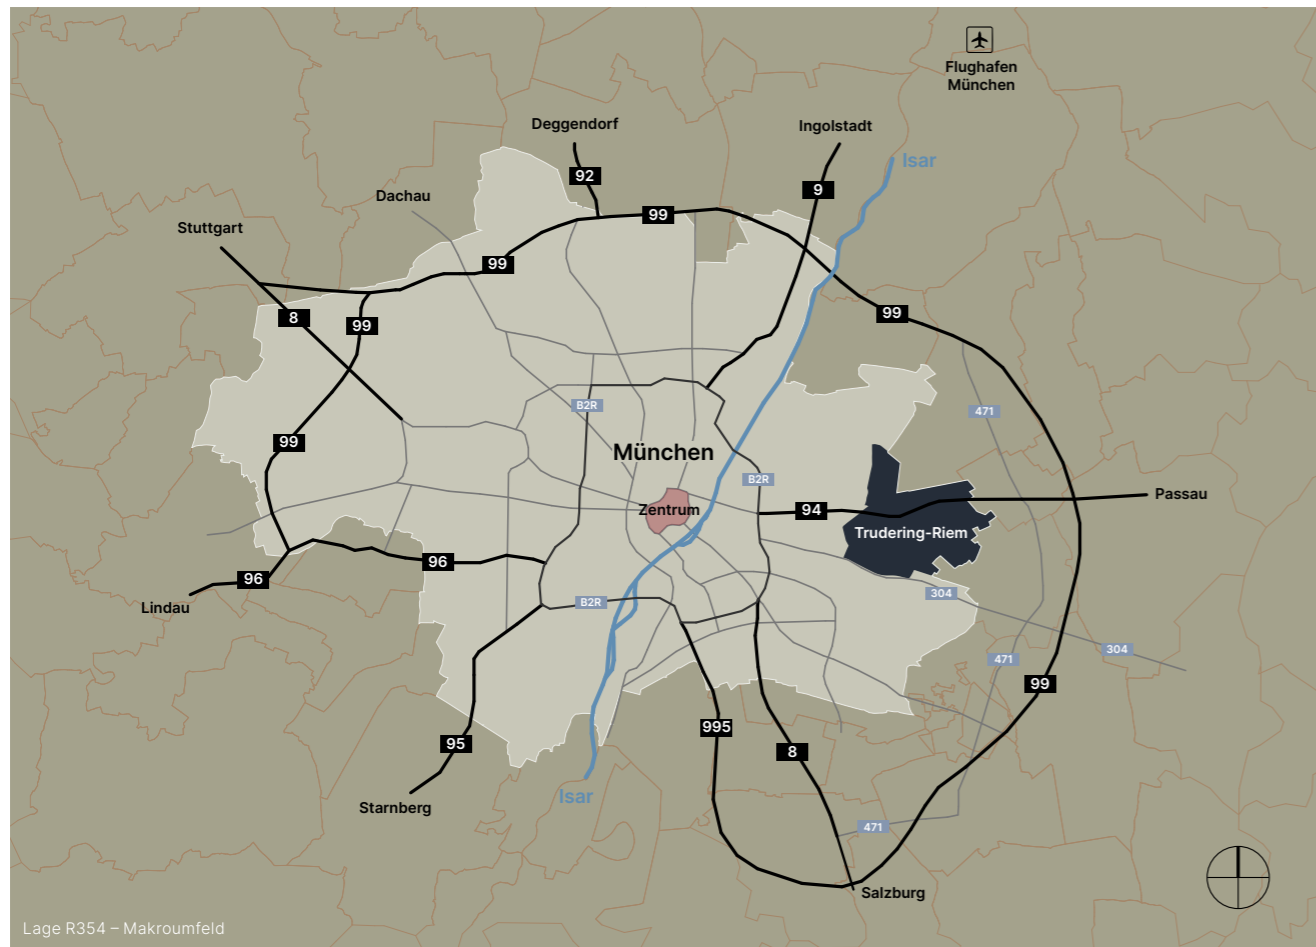 Flughafen
München
Deggendorf
Ingolstadt
Isar
92
9
Dachau
99
Stuttgart
99
8
99
99
471
B2R
99
München
B2R
Passau
Zentrum
94
Trudering-Riem
96
96
304
Lindau
B2R
304
471
99
995
95
8
Isar
Starnberg
471
Salzburg
Lage R354 – Makroumfeld